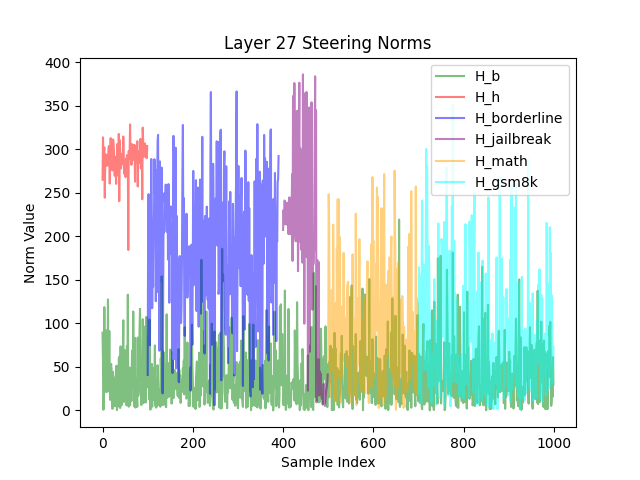 Layer 27 Steering Norms
400
350
300
250
200
150
100
50
0
Norm Value
H_b
H_h
H_borderline
H_jailbreak
H_math
H_gsm8k
0 200 400 600 800 1000
Sample Index